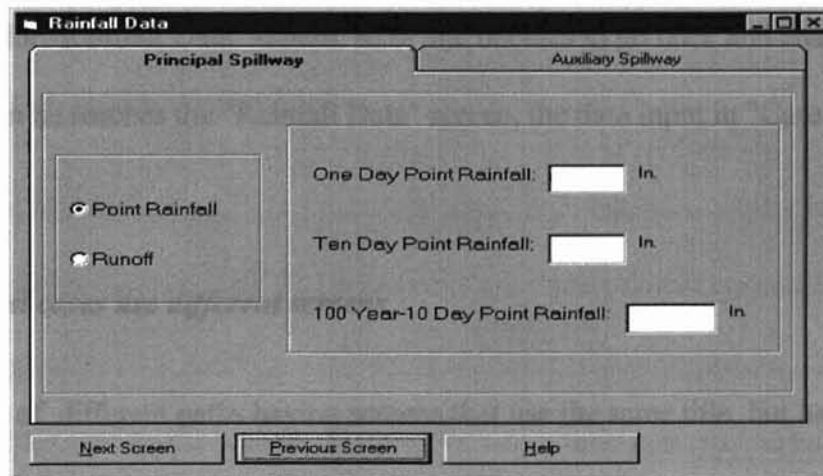 Rainfall Data
Principal Spillway
Auxiliary Spillway
Point Rainfall
Runoff
One Day Point Rainfall: In.
Ten Day Point Rainfall: In.
100 Year-10 Day Point Rainfall: In.
Next Screen
Previous Screen
Help